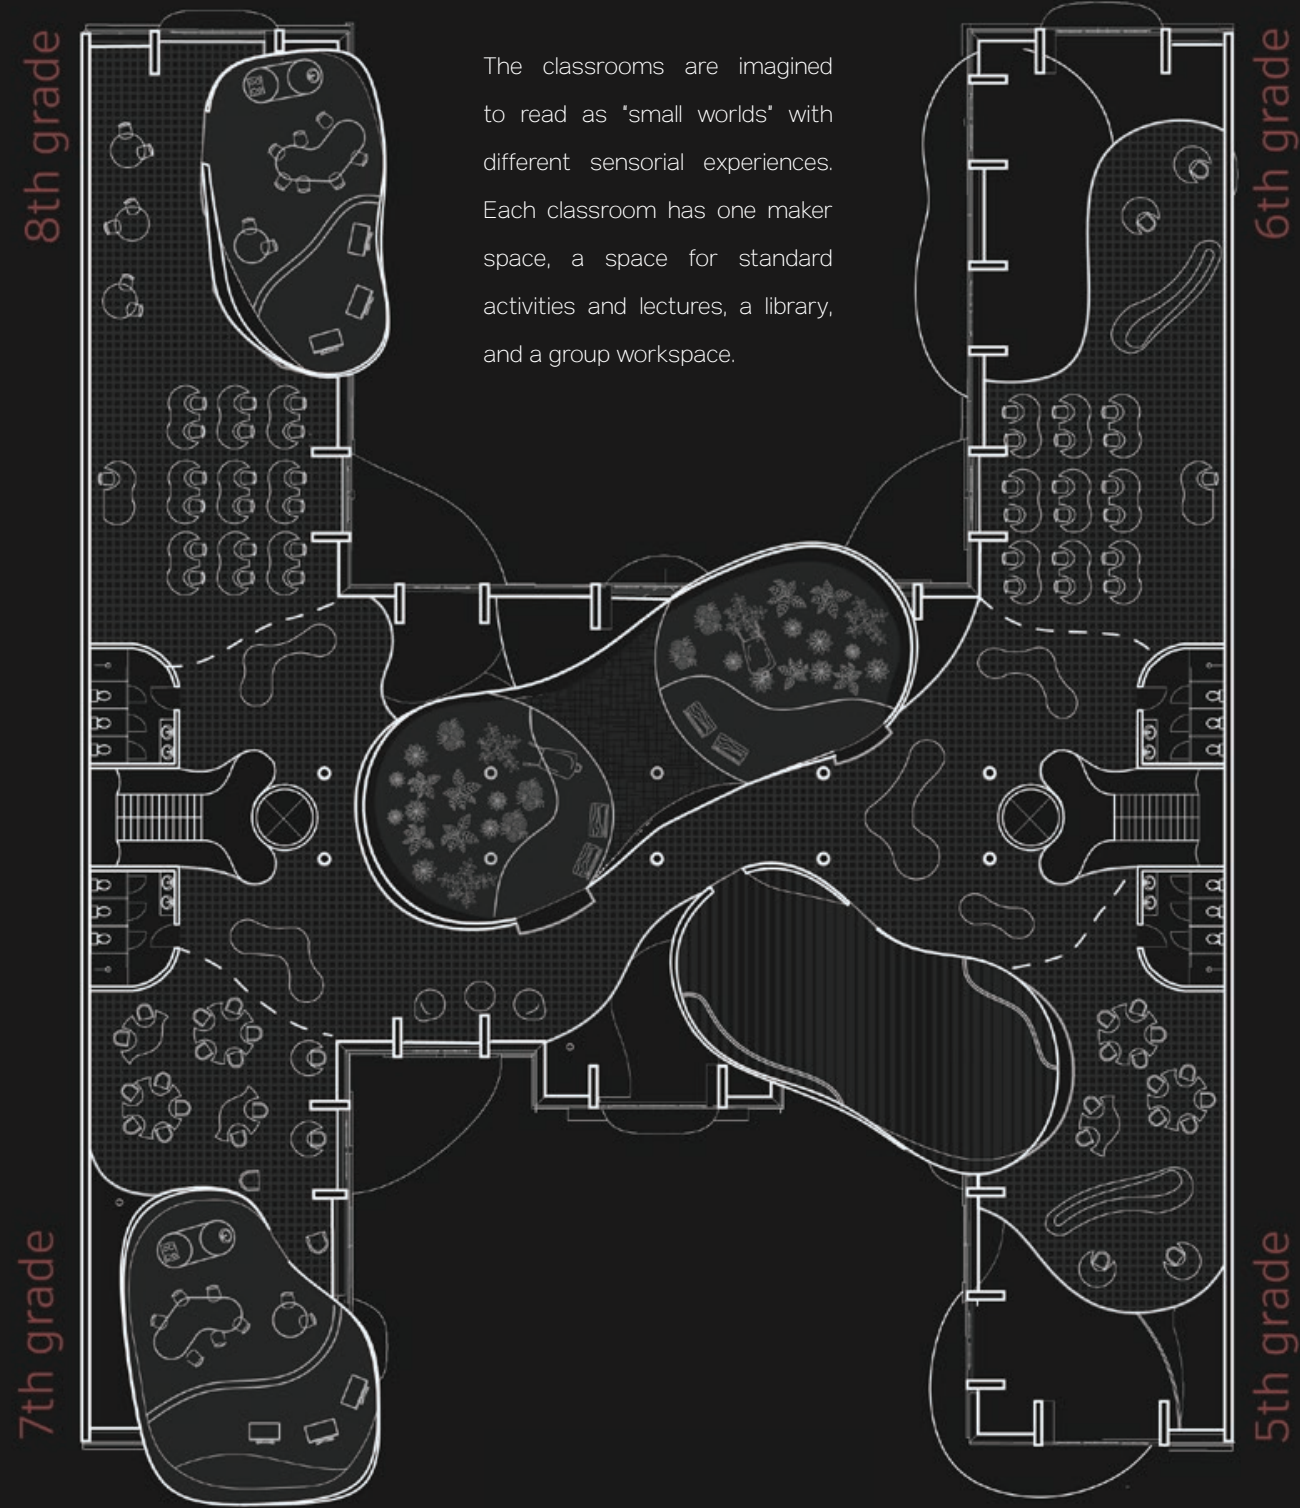 8th grade
The classrooms are imagined
to read as "small worlds" with
different sensorial experiences.
Each classroom has one maker
space, a space for standard
activities and lectures, a library,
and a group workspace.
6th grade
7th grade
5th grade